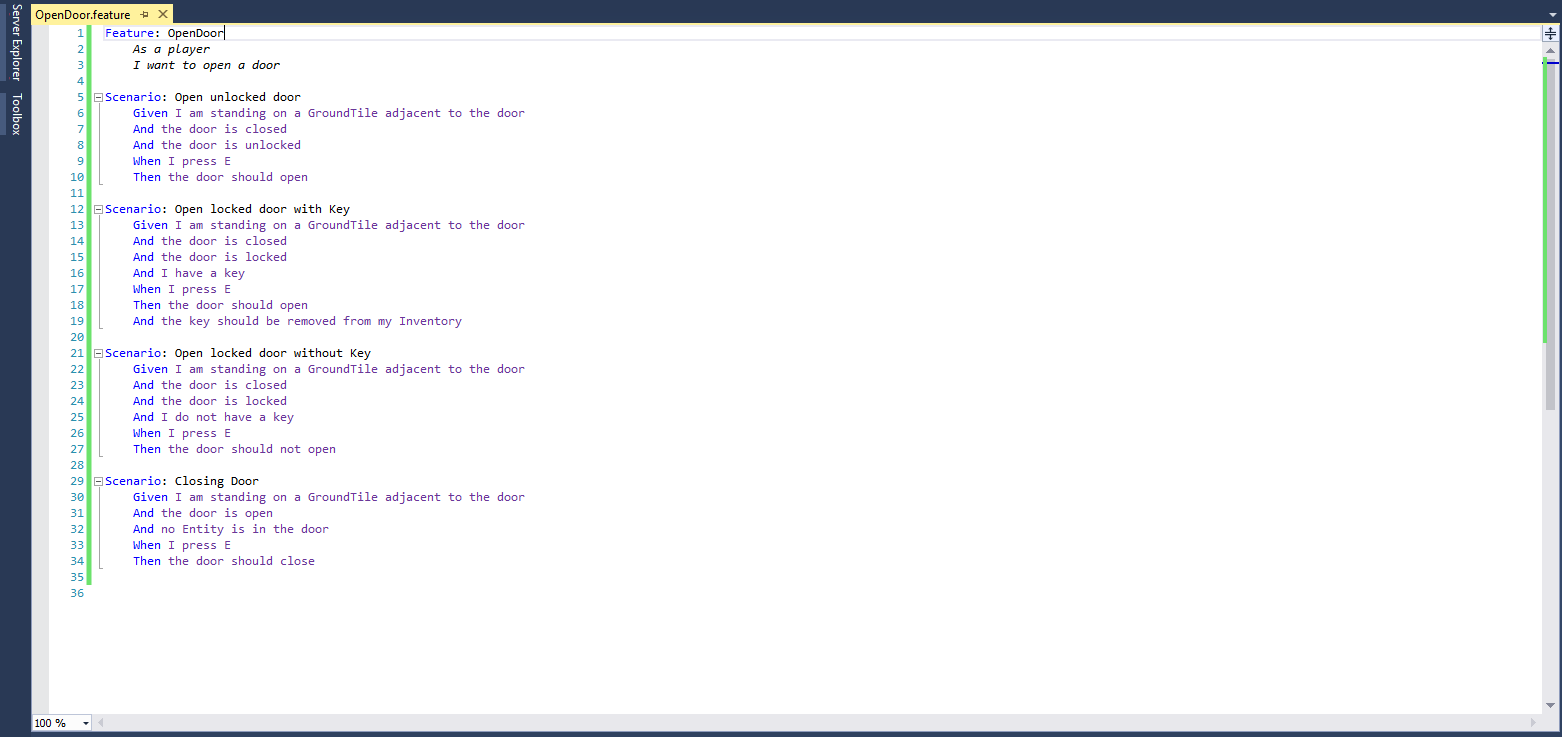 Server Explorer
Toolbox
OpenDoor.feature
1 Feature: OpenDoor
2 As a player
3 I want to open a door
4
5 Scenario: Open unlocked door
6 Given I am standing on a GroundTile adjacent to the door
7 And the door is closed
8 And the door is unlocked
9 When I press E
10 Then the door should open
11
12 Scenario: Open locked door with Key
13 Given I am standing on a GroundTile adjacent to the door
14 And the door is closed
15 And the door is locked
16 And I have a key
17 When I press E
18 Then the door should open
19 And the key should be removed from my Inventory
20
21 Scenario: Open locked door without Key
22 Given I am standing on a GroundTile adjacent to the door
23 And the door is closed
24 And the door is locked
25 And I do not have a key
26 When I press E
27 Then the door should not open
28
29 Scenario: Closing Door
30 Given I am standing on a GroundTile adjacent to the door
31 And the door is open
32 And no Entity is in the door
33 When I press E
34 Then the door should close
35
36
100 %